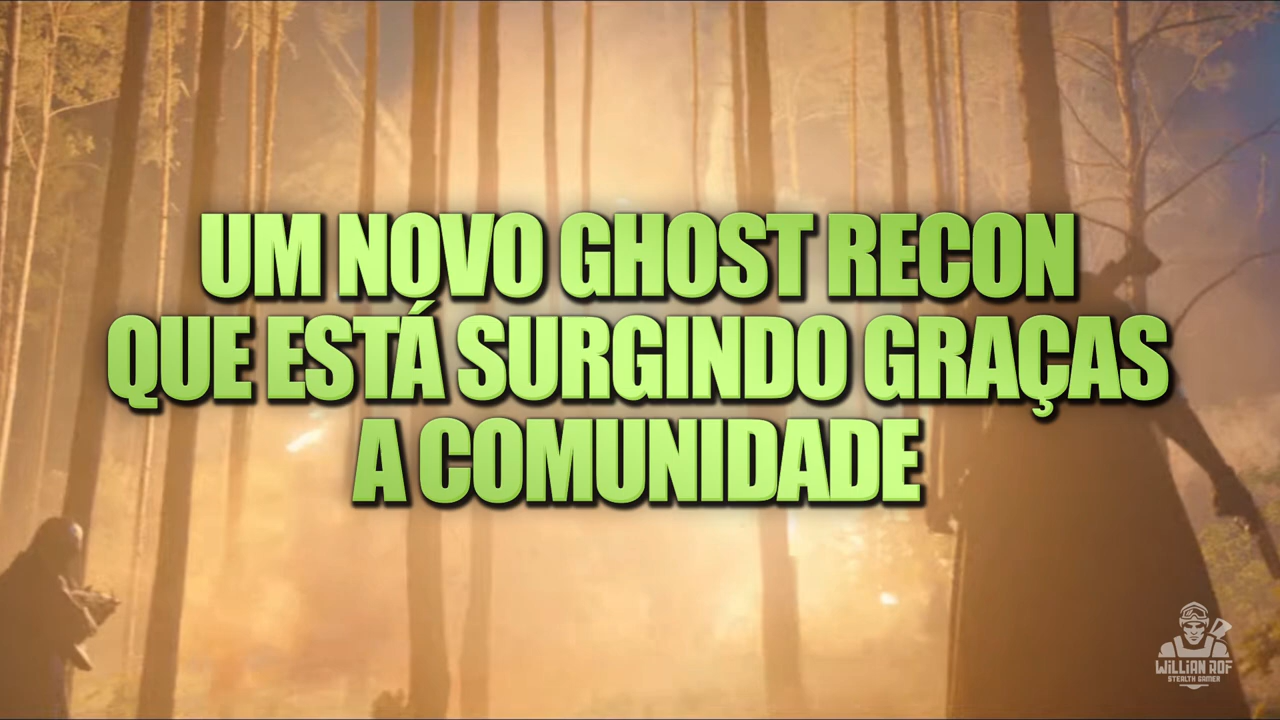 UM NOVO GHOST RECON
QUE ESTÁ SURGINDO GRAÇAS
A COMUNIDADE
WILLIAN ROF
STEALTH GAMER